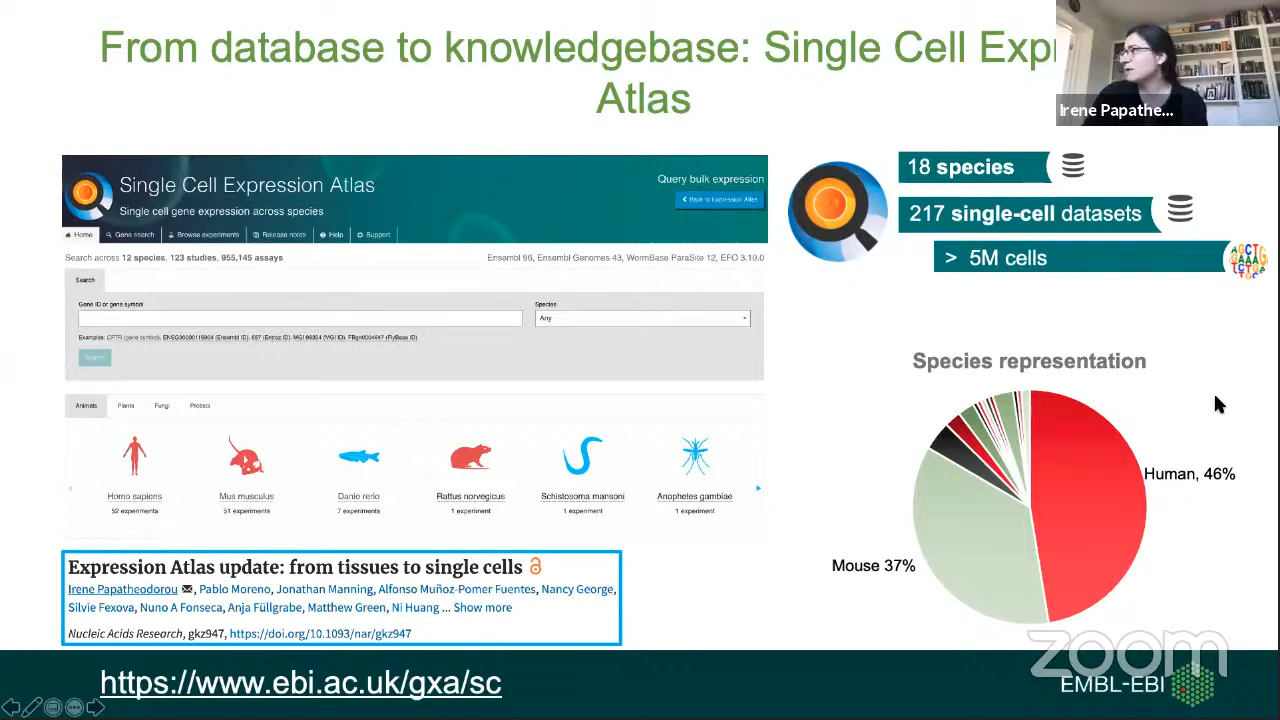 From database to knowledgebase: Single Cell Exp
Atlas
Irene Papathe...
Single Cell Expression Atlas
Single cell gene expression across species
Query bulk expression
Back to Expression Atlas
Home
Gene search
Browse experiments
Release notes
Help
Support
Search across 12 species, 123 studies, 955,145 assays
Ensembl 96, Ensembl Genomes 43, WormBase ParaSite 12, EFO 3.10.0
Search
Gene ID or gene symbol
Species
Any
Examples: CFTR (gene symbol), ENSG00000115904 (Ensembl ID), 657 (Entrez ID), MGI:98354 (MGI ID), FBgn0004647 (FlyBase ID)
Search
Animals
Plants
Fungi
Protists
Homo sapiens
52 experiments
Mus musculus
51 experiments
Danio rerio
7 experiments
Rattus norvegicus
1 experiment
Schistosoma mansoni
1 experiment
Anopheles gambiae
1 experiment
18 species
217 single-cell datasets
> 5M cells
Species representation
Human, 46%
Mouse 37%
Expression Atlas update: from tissues to single cells
Irene Papatheodorou, Pablo Moreno, Jonathan Manning, Alfonso Muñoz-Pomer Fuentes, Nancy George,
Silvie Fexova, Nuno A Fonseca, Anja Füllgrabe, Matthew Green, Ni Huang ... Show more
Nucleic Acids Research, gkz947, https://doi.org/10.1093/nar/gkz947
https://www.ebi.ac.uk/gxa/sc
zoom
EMBL-EBI